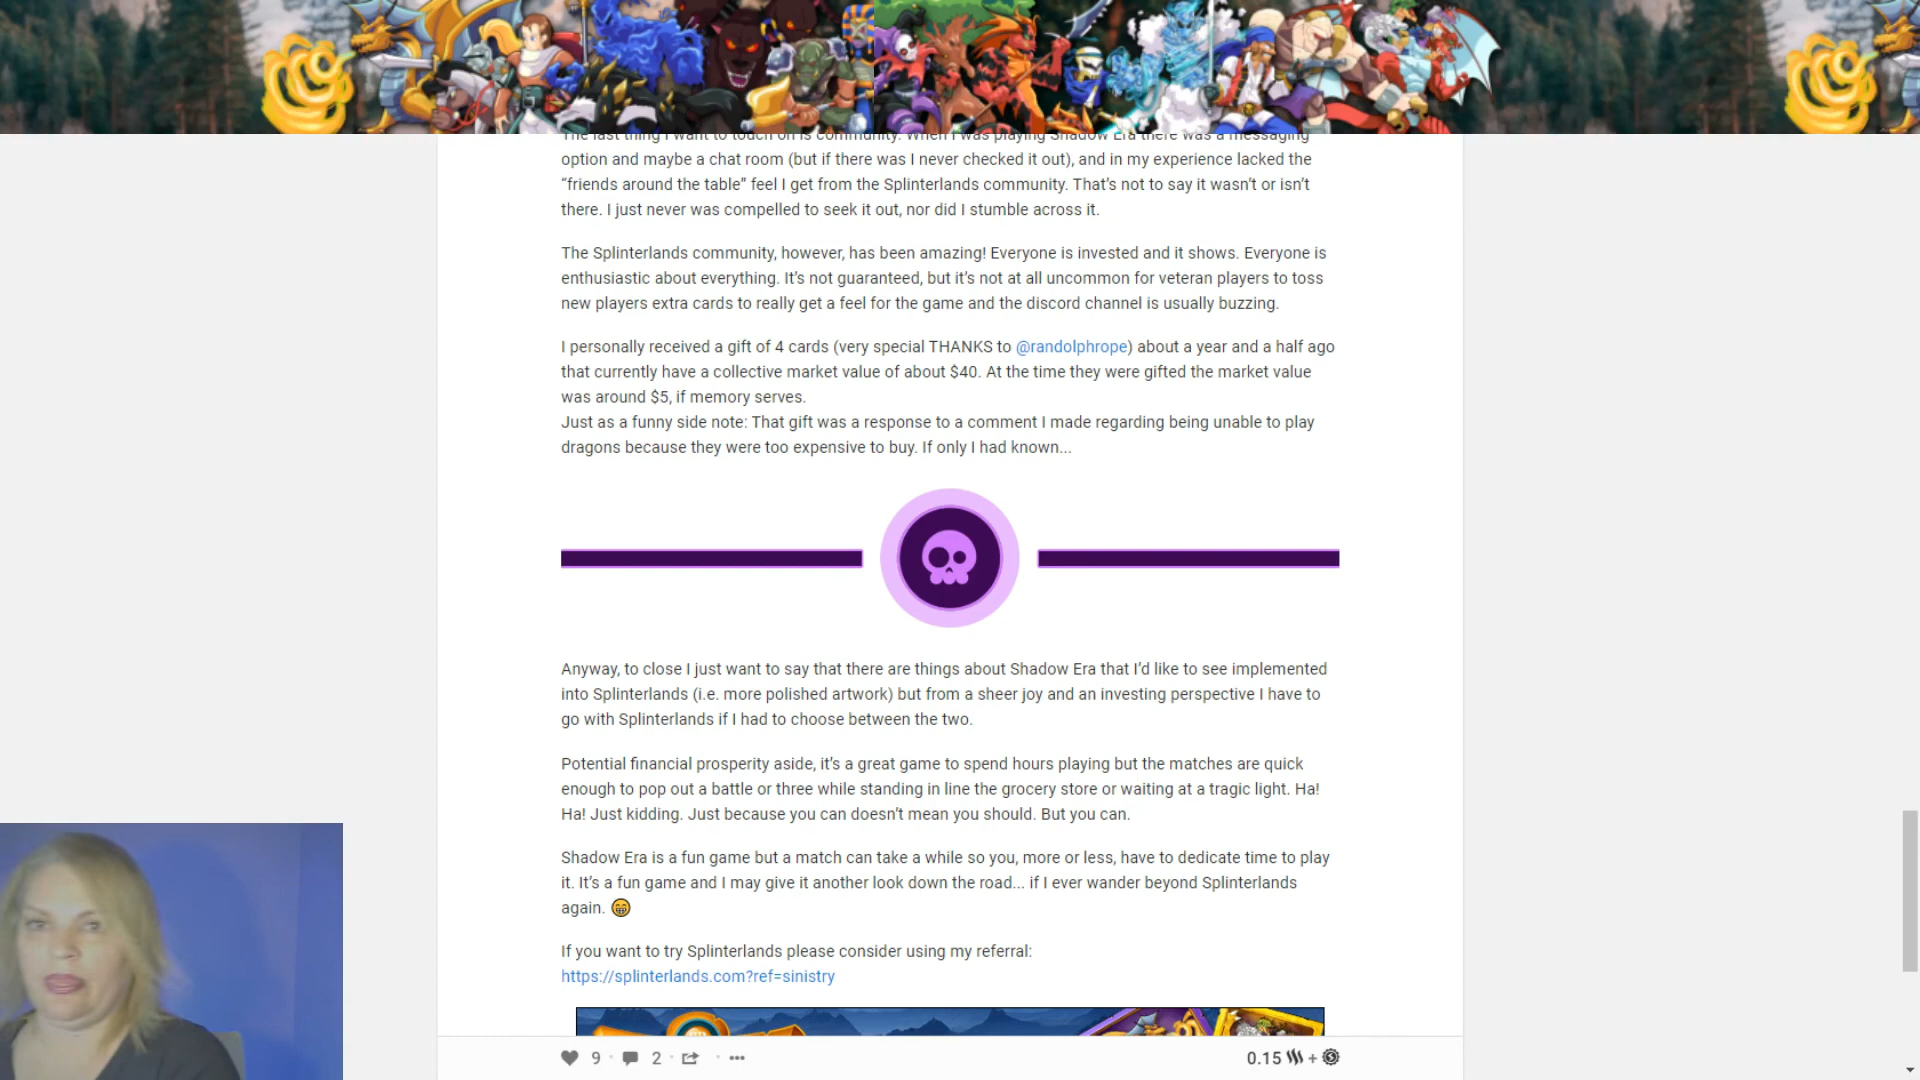 The last thing I want to touch on is community. When I was playing Shadow Era there was a messaging
option and maybe a chat room (but if there was I never checked it out), and in my experience lacked the
“friends around the table” feel I get from the Splinterlands community. That’s not to say it wasn’t or isn’t
there. I just never was compelled to seek it out, nor did I stumble across it.
The Splinterlands community, however, has been amazing! Everyone is invested and it shows. Everyone is
enthusiastic about everything. It’s not guaranteed, but it’s not at all uncommon for veteran players to toss
new players extra cards to really get a feel for the game and the discord channel is usually buzzing.
I personally received a gift of 4 cards (very special THANKS to @randolphrope) about a year and a half ago
that currently have a collective market value of about $40. At the time they were gifted the market value
was around $5, if memory serves.
Just as a funny side note: That gift was a response to a comment I made regarding being unable to play
dragons because they were too expensive to buy. If only I had known...
Anyway, to close I just want to say that there are things about Shadow Era that I’d like to see implemented
into Splinterlands (i.e. more polished artwork) but from a sheer joy and an investing perspective I have to
go with Splinterlands if I had to choose between the two.
Potential financial prosperity aside, it’s a great game to spend hours playing but the matches are quick
enough to pop out a battle or three while standing in line the grocery store or waiting at a tragic light. Ha!
Ha! Just kidding. Just because you can doesn’t mean you should. But you can.
Shadow Era is a fun game but a match can take a while so you, more or less, have to dedicate time to play
it. It’s a fun game and I may give it another look down the road... if I ever wander beyond Splinterlands
again. 😁
If you want to try Splinterlands please consider using my referral:
https://splinterlands.com?ref=sinistry
9 · 2 · · ...
0.15 +